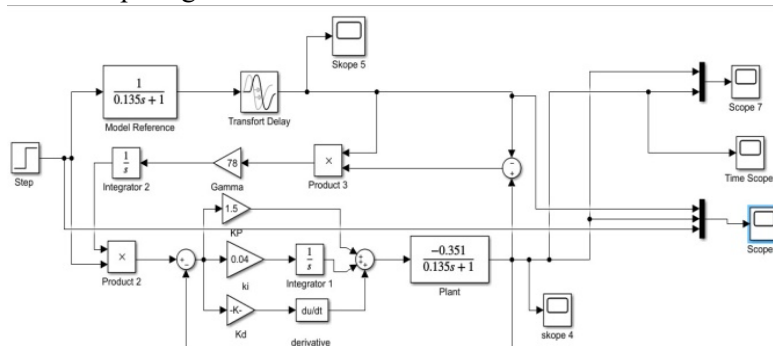 Skope 5
1
0.135s + 1
Model Reference
Transfort Delay
Scope 7
Step
1
s
Integrator 2
78
Gamma
×
Product 3
−
+
Time Scope
1.5
KP
×
Product 2
+
−
0.04
ki
1
s
Integrator 1
+
+
+
−0.351
0.135s + 1
Plant
Scope
-K-
Kd
du/dt
derivative
skope 4